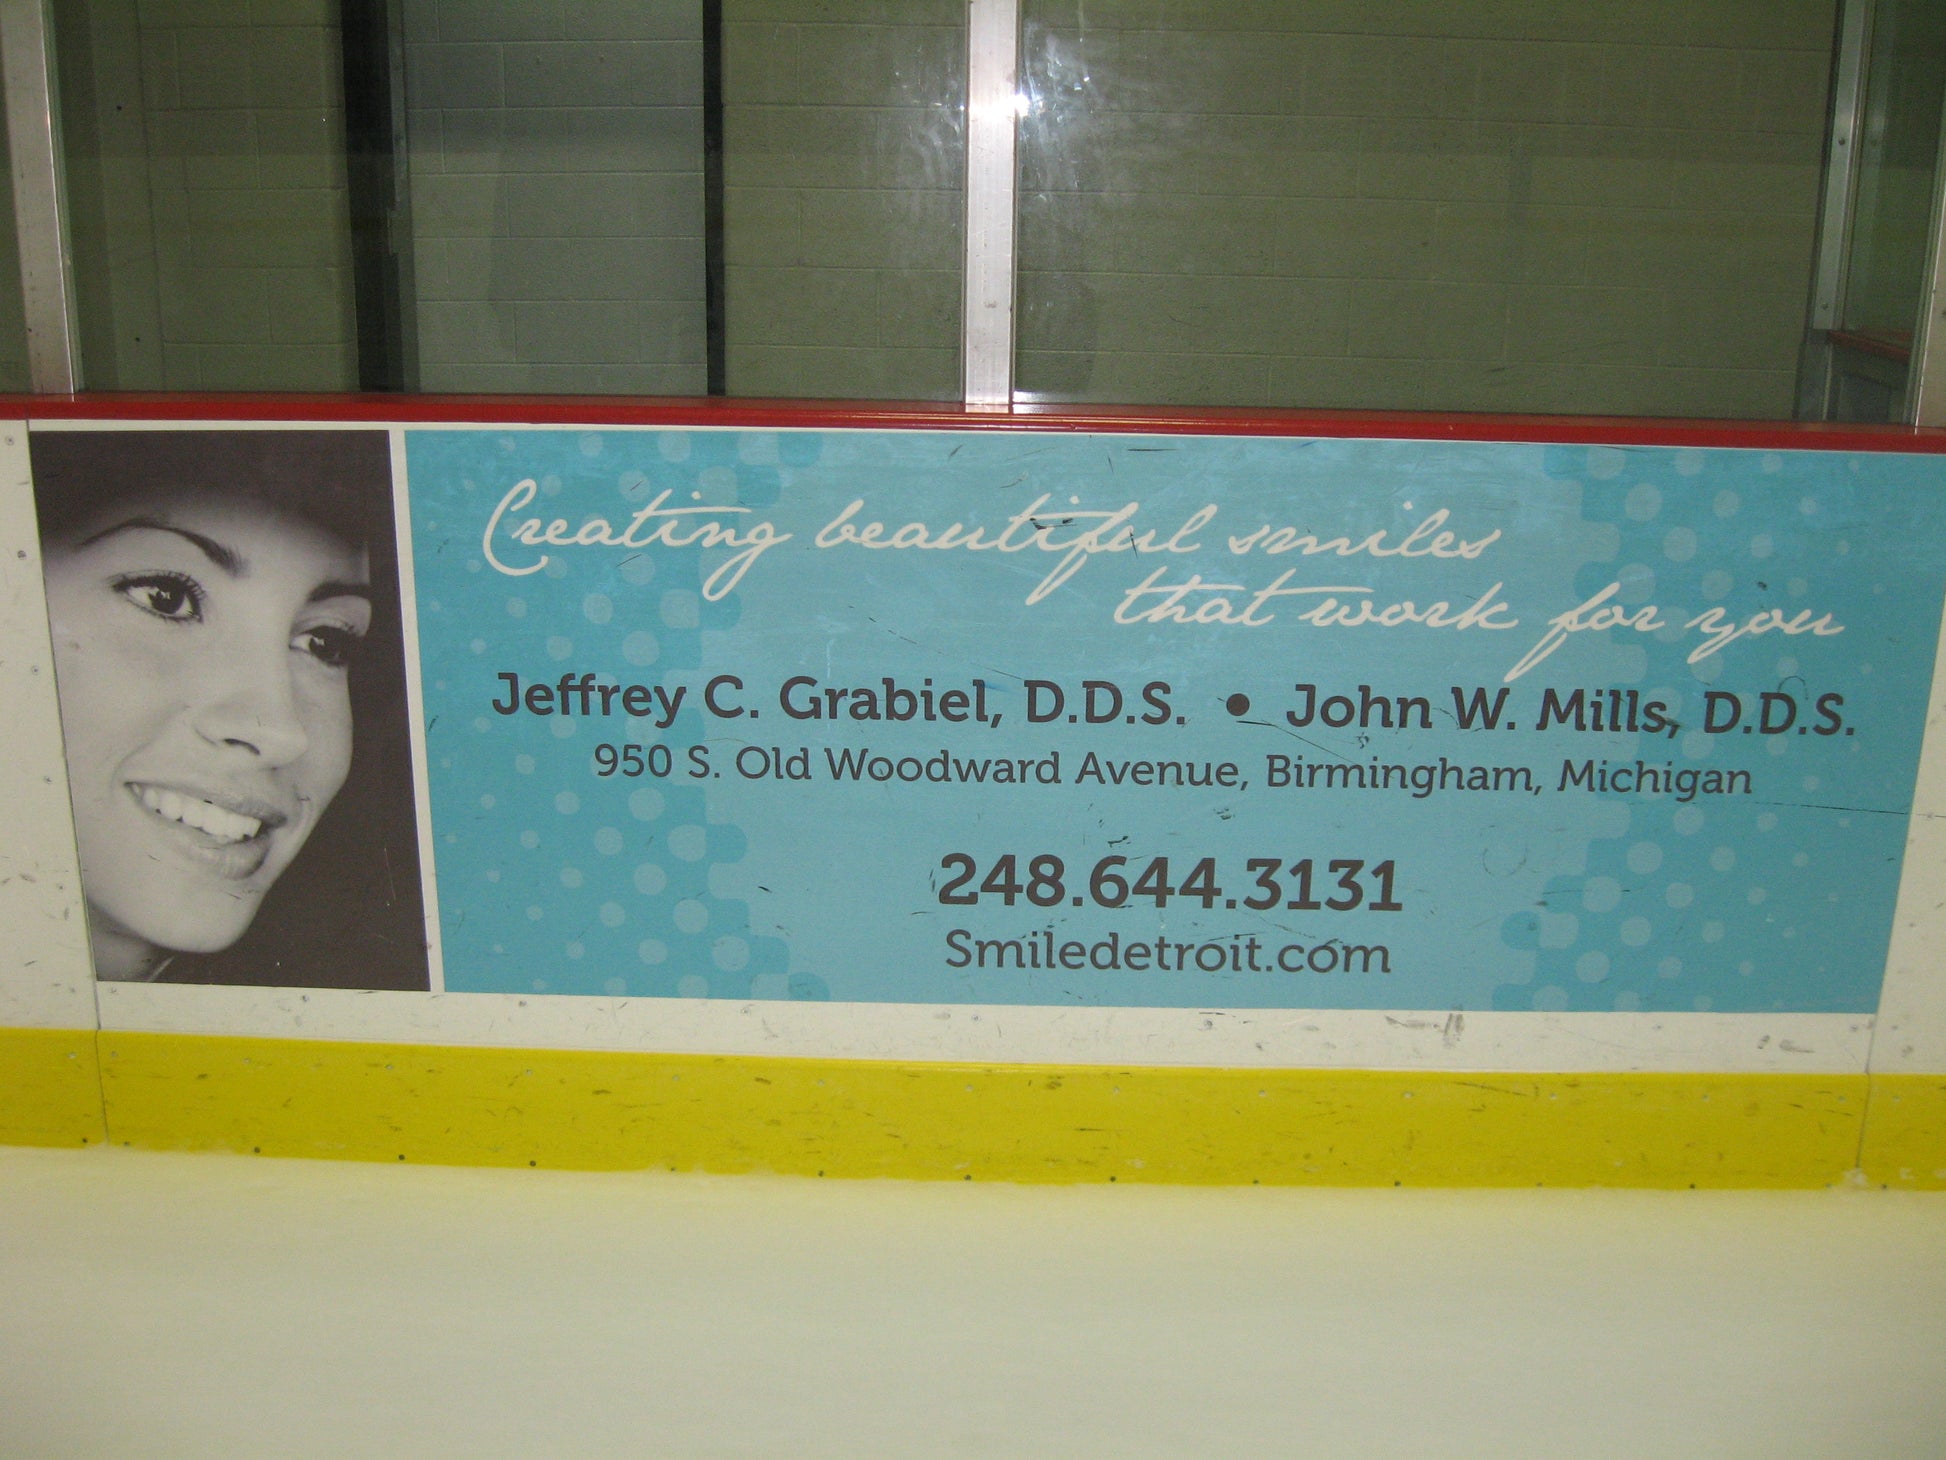 Creating beautiful smiles
that work for you
Jeffrey C. Grabiel, D.D.S. • John W. Mills, D.D.S.
950 S. Old Woodward Avenue, Birmingham, Michigan
248.644.3131
Smiledetroit.com